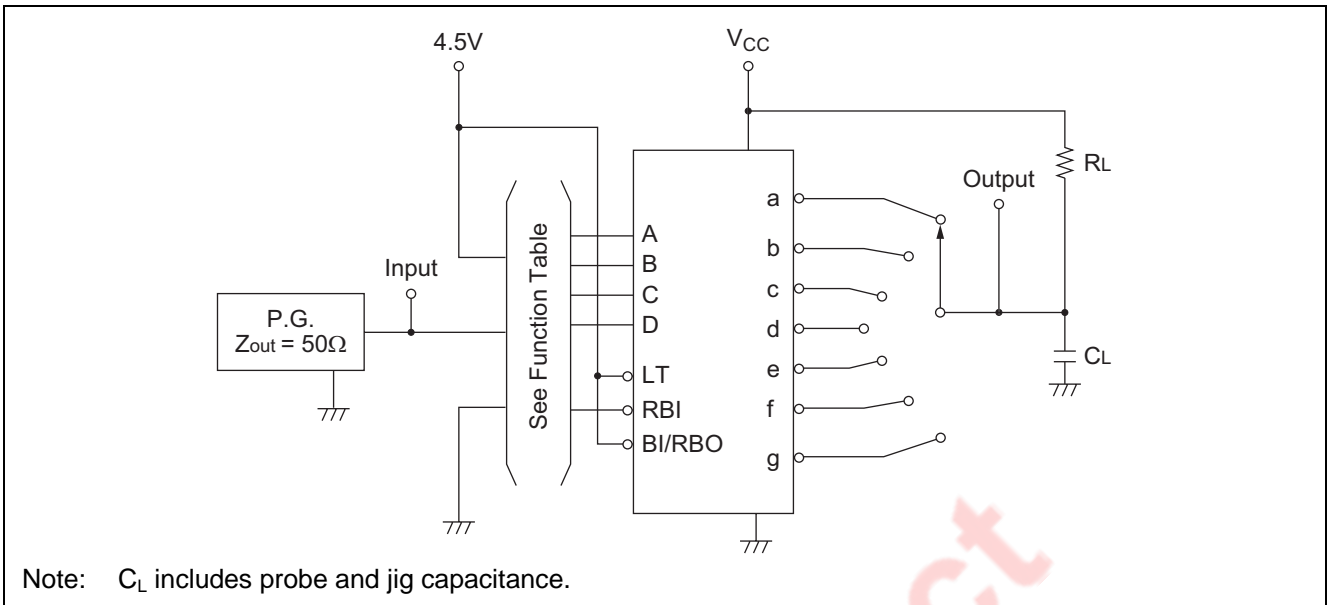 4.5V
VCC
RL
Output
a
A
b
B
Input
See Function Table
c
C
P.G.
Zout = 50Ω
d
D
CL
e
LT
f
RBI
BI/RBO
g
Note: CL includes probe and jig capacitance.